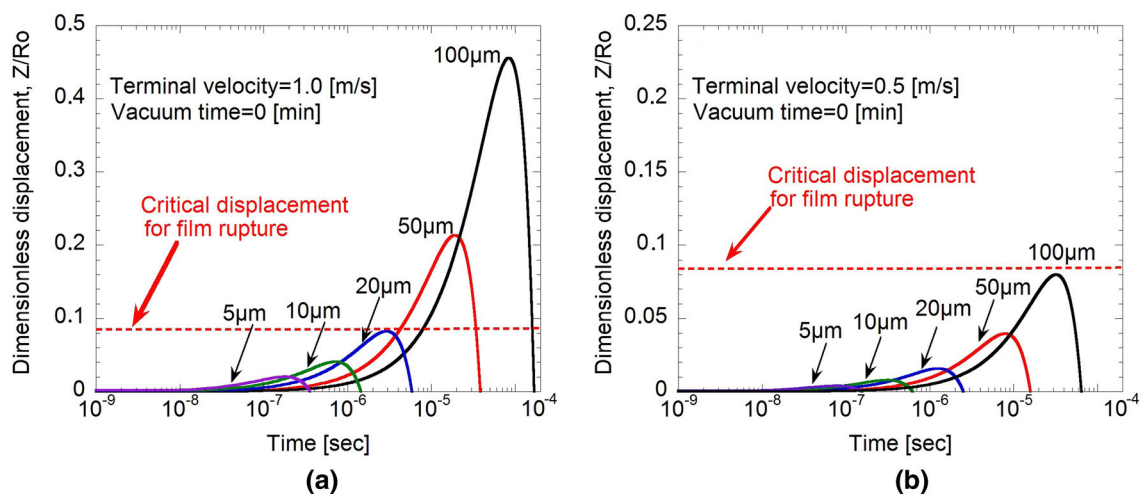 Dimensionless displacement, Z/Ro
0.5
0.4
0.3
0.2
0.1
0
Terminal velocity=1.0 [m/s]
Vacuum time=0 [min]
Critical displacement
for film rupture
5μm
10μm
20μm
50μm
100μm
10⁻⁹ 10⁻⁸ 10⁻⁷ 10⁻⁶ 10⁻⁵ 10⁻⁴
Time [sec]
(a)
Dimensionless displacement, Z/Ro
0.25
0.2
0.15
0.1
0.05
0
Terminal velocity=0.5 [m/s]
Vacuum time=0 [min]
Critical displacement
for film rupture
5μm
10μm
20μm
50μm
100μm
10⁻⁹ 10⁻⁸ 10⁻⁷ 10⁻⁶ 10⁻⁵ 10⁻⁴
Time [sec]
(b)